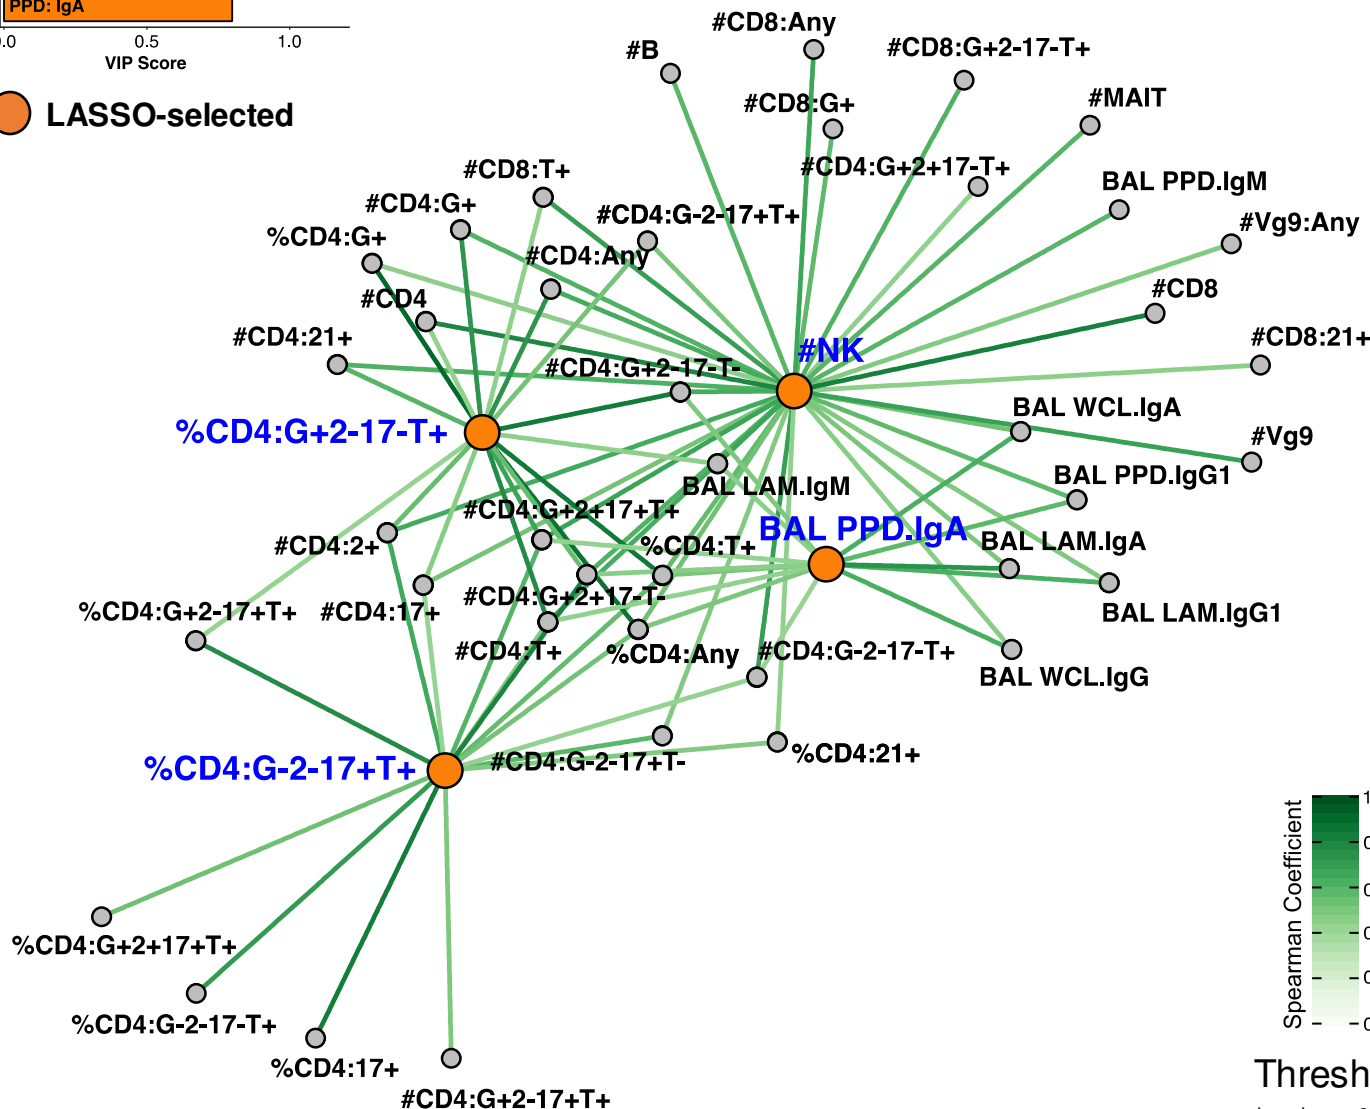 PPD: IgA
0.5
1.0
VIP Score
LASSO-selected
#CD8:Any
#B
#CD8:G+2-17-T+
#CD8:G+
#MAIT
#CD8:T+
#CD4:G+2+17-T+
BAL PPD.IgM
#CD4:G+
#CD4:G-2-17+T+
#Vg9:Any
%CD4:G+
#CD4:Any
#CD4
#CD8
#CD4:21+
#CD8:21+
#NK
#CD4:G+2-17-T-
BAL WCL.IgA
%CD4:G+2-17-T+
#Vg9
BAL PPD.IgG1
BAL LAM.IgM
#CD4:G+2+17+T+
BAL PPD.IgA
BAL LAM.IgA
#CD4:2+
%CD4:T+
#CD4:G+2+17-T-
%CD4:G+2-17+T+
#CD4:17+
BAL LAM.IgG1
#CD4:T+
%CD4:Any
#CD4:G-2-17-T+
BAL WCL.IgG
%CD4:G-2-17+T+
#CD4:G-2-17+T-
%CD4:21+
Spearman Coefficient
%CD4:G+2+17+T+
%CD4:G-2-17-T+
%CD4:17+
#CD4:G+2-17+T+
Thresh